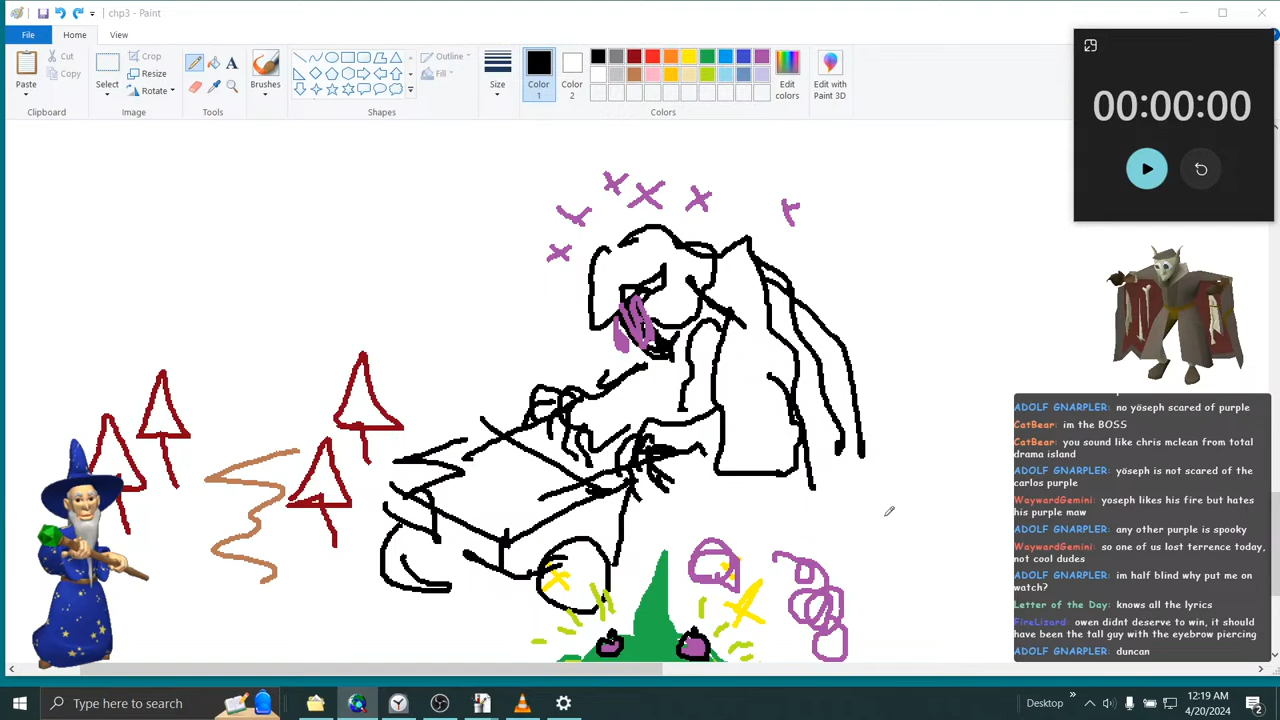 chp3 - Paint
File
Home
View
Paste
Cut
Copy
Clipboard
Select
Crop
Resize
Rotate
Image
A
Tools
Brushes
Shapes
Outline
Fill
Size
Color
1
Color
2
Edit
colors
Edit with
Paint 3D
Colors
00:00:00
ADOLF GNARPLER: no yöseph scared of purple
CatBear: im the BOSS
CatBear: you sound like chris mclean from total
drama island
ADOLF GNARPLER: yöseph is not scared of the
carlos purple
WaywardGemini: yoseph likes his fire but hates
his purple maw
ADOLF GNARPLER: any other purple is spooky
WaywardGemini: so one of us lost terrence today,
not cool dudes
ADOLF GNARPLER: im half blind why put me on
watch?
Letter of the Day: knows all the lyrics
FireLizard: owen didnt deserve to win, it should
have been the tall guy with the eyebrow piercing
ADOLF GNARPLER: duncan
Type here to search
Desktop
12:19 AM
4/20/2024
2